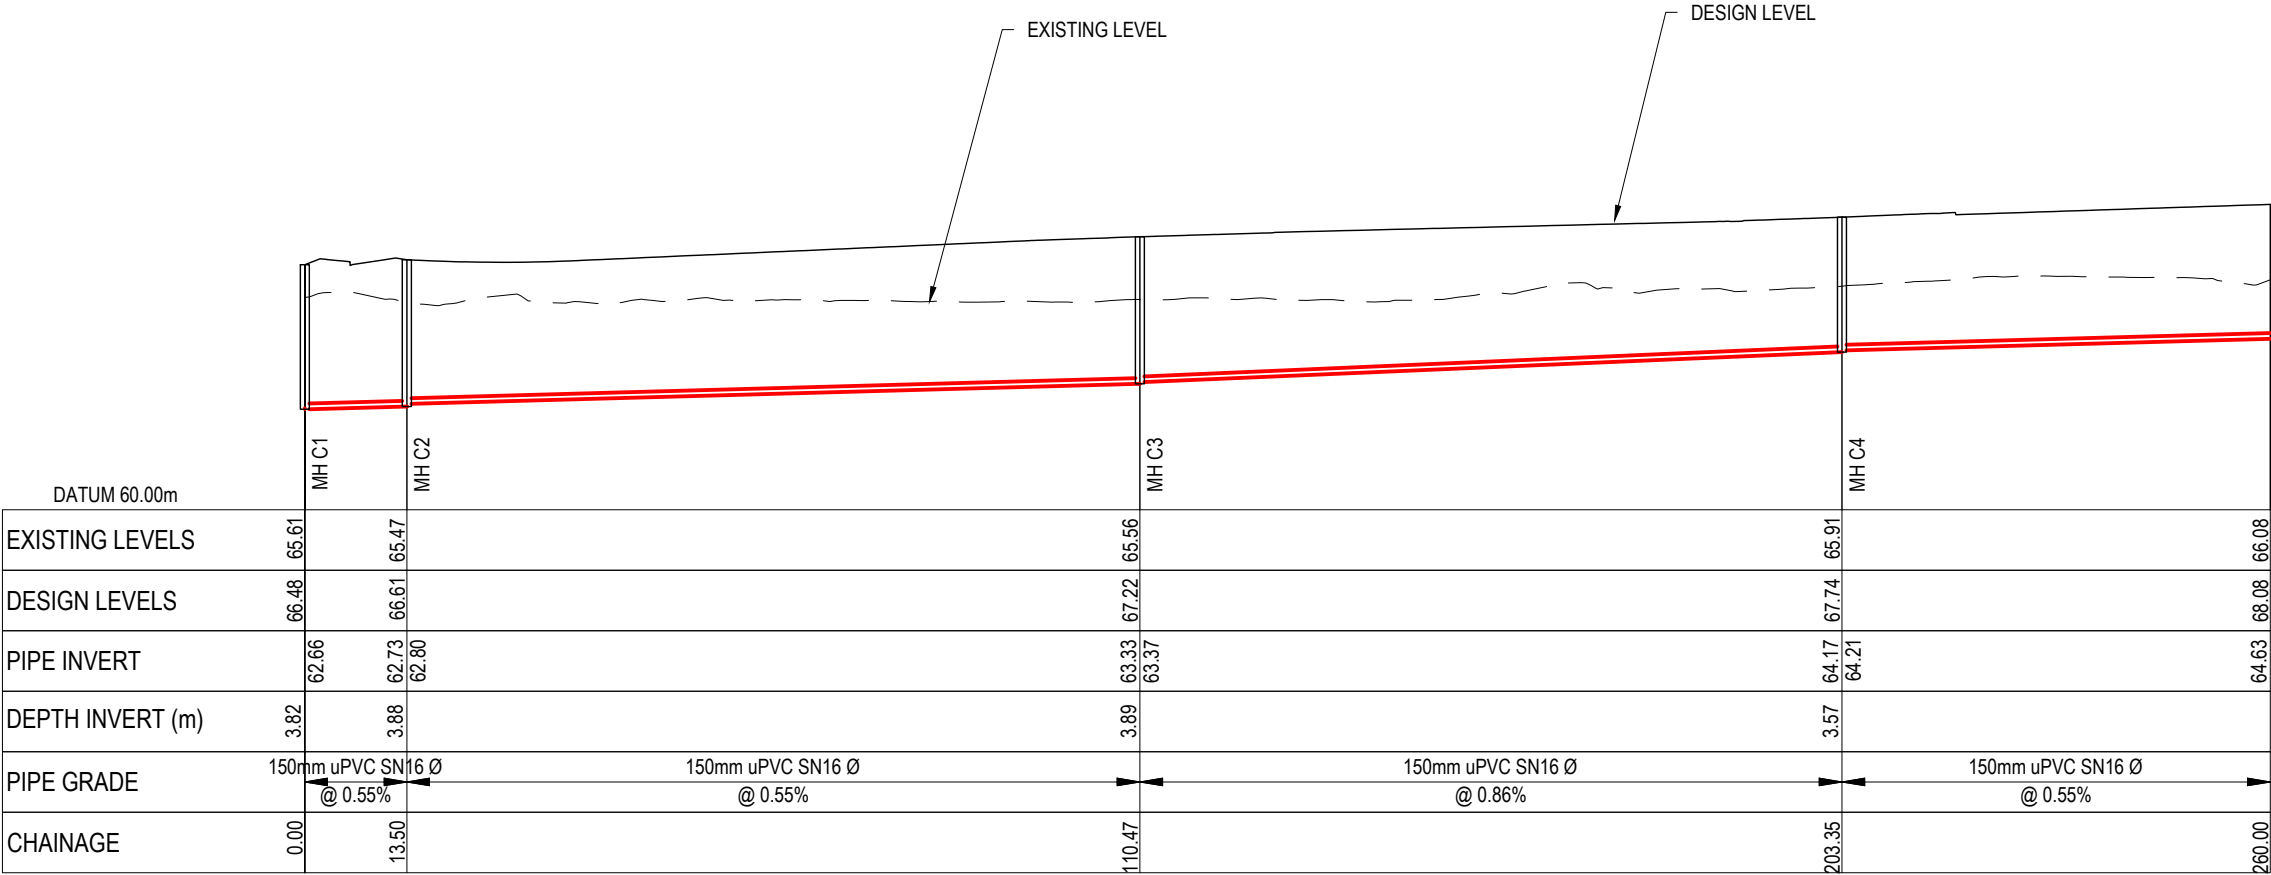 DESIGN LEVEL
EXISTING LEVEL
MH C1
MH C2
MH C3
MH C4
DATUM 60.00m
EXISTING LEVELS 65.61 65.47 65.56 65.91 66.08
DESIGN LEVELS 66.48 66.61 67.22 67.74 68.08
PIPE INVERT 62.66 62.73 62.80 63.33 63.37 64.17 64.21 64.63
DEPTH INVERT (m) 3.82 3.88 3.89 3.57
PIPE GRADE
150mm uPVC SN16 Ø
@ 0.55%
150mm uPVC SN16 Ø
@ 0.55%
150mm uPVC SN16 Ø
@ 0.86%
150mm uPVC SN16 Ø
@ 0.55%
CHAINAGE 0.00 13.50 110.47 203.35 260.00